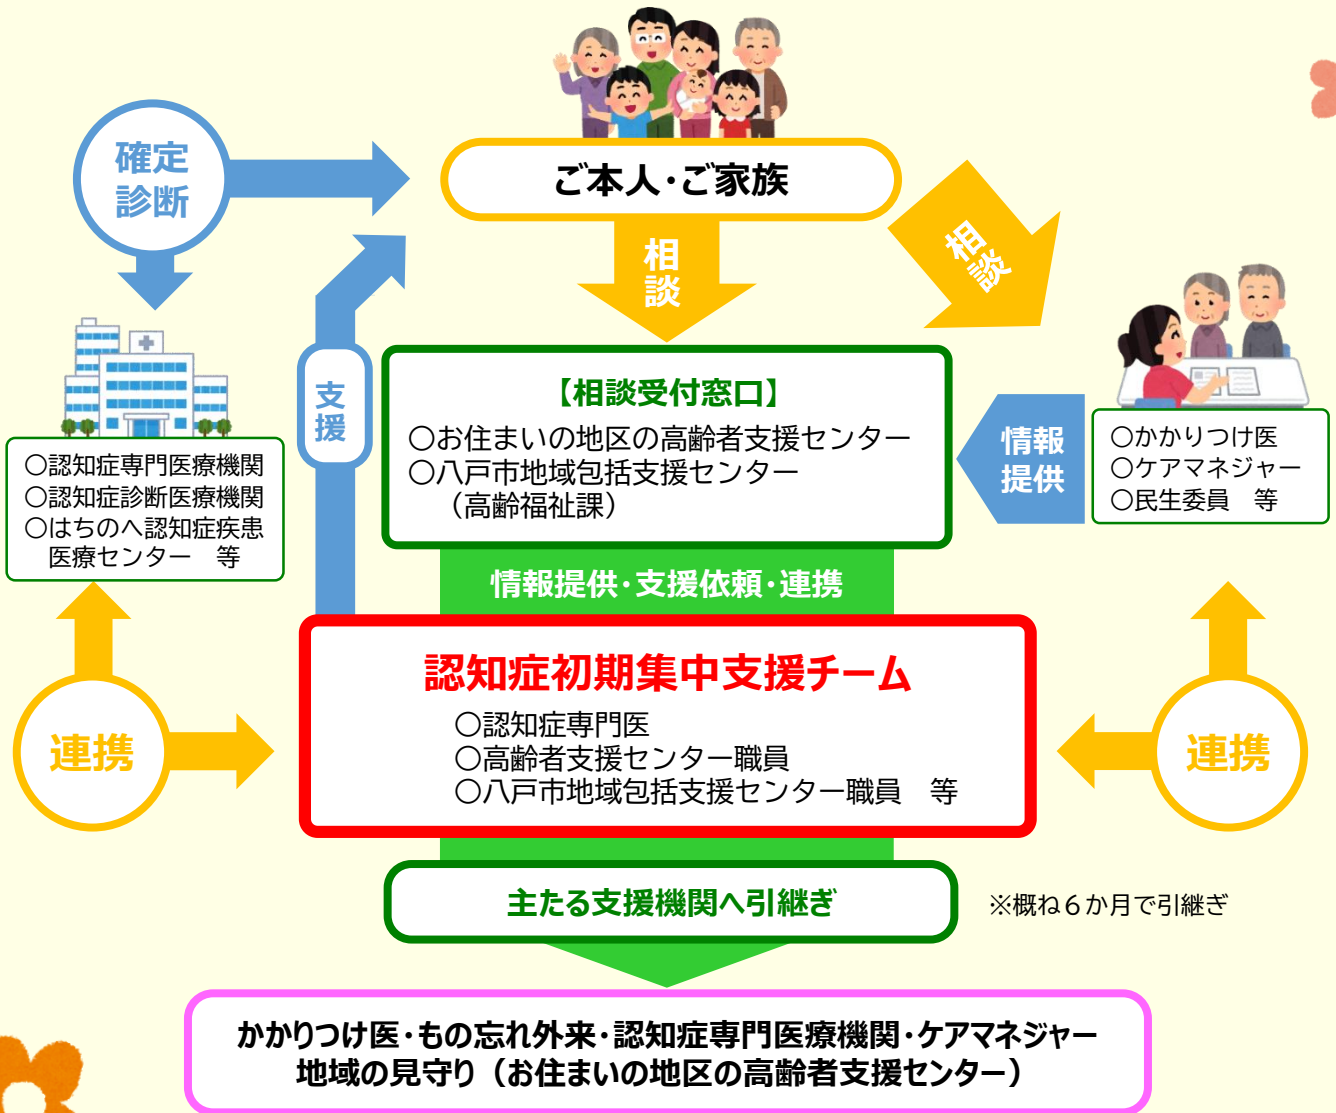 ご本人・ご家族
確定
診断
相談
相談
支援
【相談受付窓口】
○お住まいの地区の高齢者支援センター
○八戸市地域包括支援センター
（高齢福祉課）
情報
提供
○かかりつけ医
○ケアマネジャー
○民生委員　等
○認知症専門医療機関
○認知症診断医療機関
○はちのへ認知症疾患
医療センター　等
情報提供・支援依頼・連携
認知症初期集中支援チーム
○認知症専門医
○高齢者支援センター職員
○八戸市地域包括支援センター職員　等
連携
連携
主たる支援機関へ引継ぎ
※概ね６か月で引継ぎ
かかりつけ医・もの忘れ外来・認知症専門医療機関・ケアマネジャー
地域の見守り（お住まいの地区の高齢者支援センター）